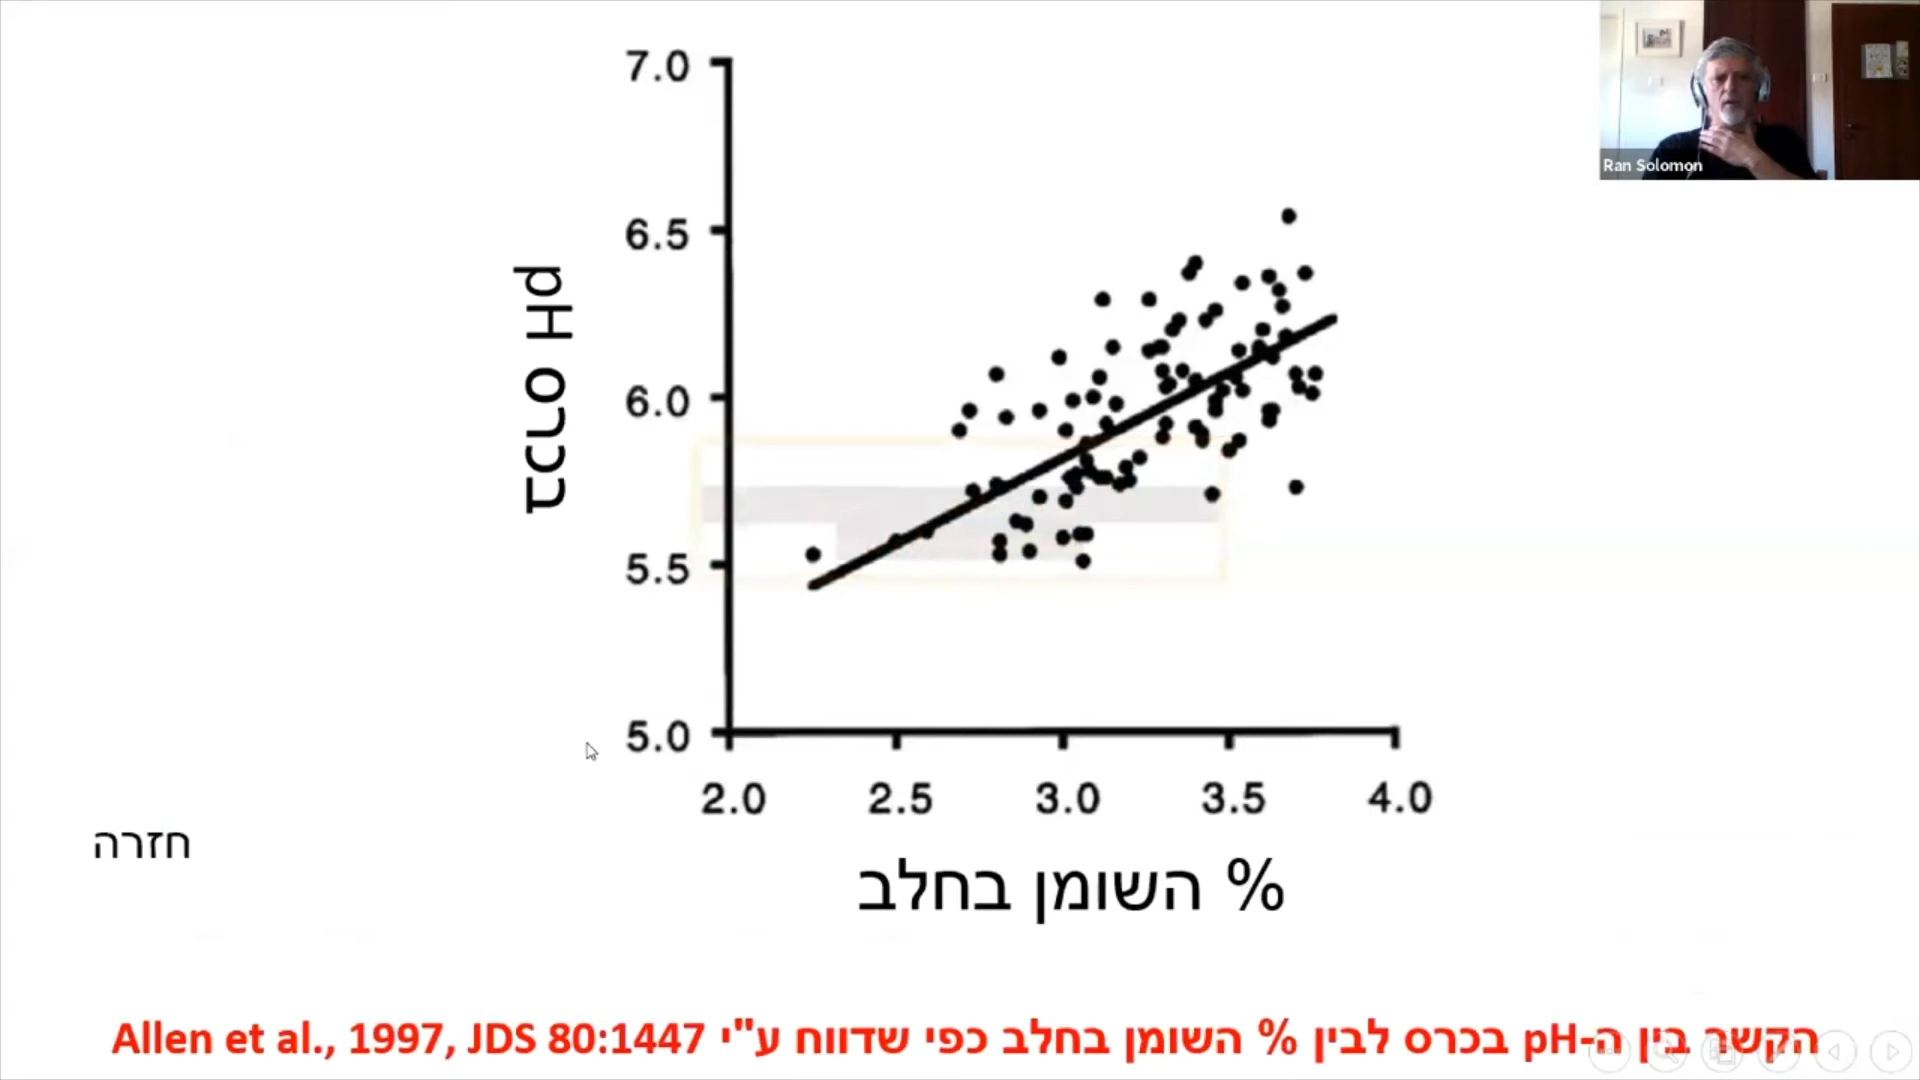 Ran Solomon
7.0
6.5
6.0
5.5
5.0
pH בכרס
2.0 2.5 3.0 3.5 4.0
% השומן בחלב
חזרה
הקשר בין ה-pH בכרס לבין % השומן בחלב כפי שדווח ע"י Allen et al., 1997, JDS 80:1447